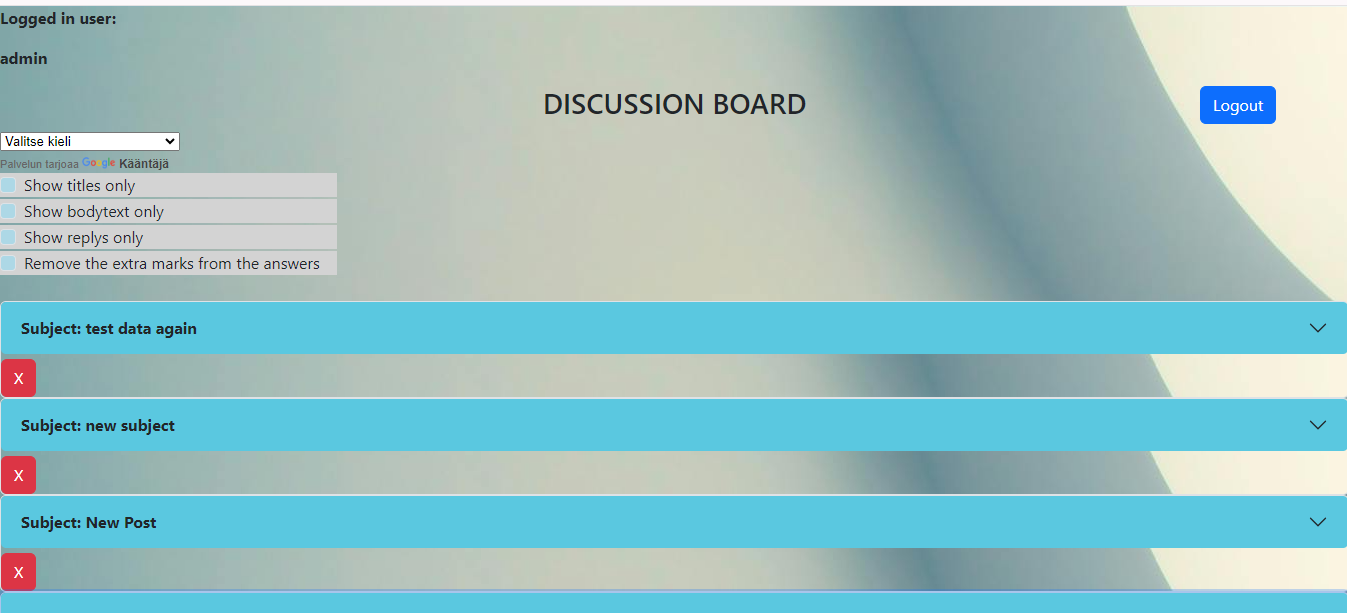 Logged in user:
admin
DISCUSSION BOARD
Logout
Valitse kieli
Palvelun tarjoaa Google Kääntäjä
Show titles only
Show bodytext only
Show replys only
Remove the extra marks from the answers
Subject: test data again
X
Subject: new subject
X
Subject: New Post
X